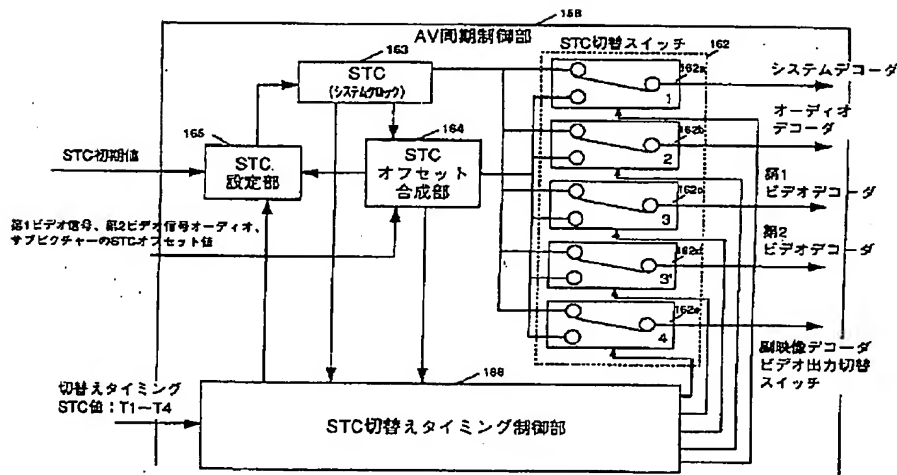 158
AV同期制御部
163
STC
(システムクロック)
STC切替スイッチ
162
162a
1
システムデコーダ
オーディオ
デコーダ
165
STC.
設定部
STC初期値
164
STC
オフセット
合成部
162b
2
162c
3
第1
ビデオデコーダ
第1ビデオ信号、第2ビデオ信号オーディオ、
サブピクチャーのSTCオフセット値
第2
ビデオデコーダ
162d
3'
162e
4
副映像デコーダ
ビデオ出力切替
スイッチ
切替えタイミング
STC値:T1~T4
166
STC切替えタイミング制御部